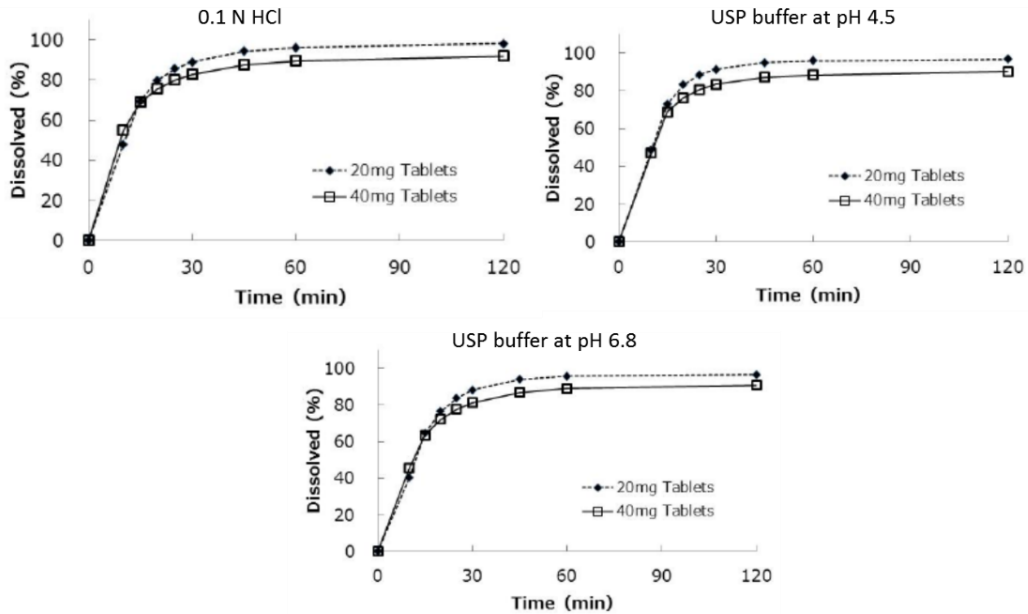 0.1 N HCl
Dissolved (%)
100
80
60
40
20
0
20mg Tablets
40mg Tablets
0 30 60 90 120
Time (min)
USP buffer at pH 4.5
Dissolved (%)
100
80
60
40
20
0
20mg Tablets
40mg Tablets
0 30 60 90 120
Time (min)
USP buffer at pH 6.8
Dissolved (%)
100
80
60
40
20
0
20mg Tablets
40mg Tablets
0 30 60 90 120
Time (min)